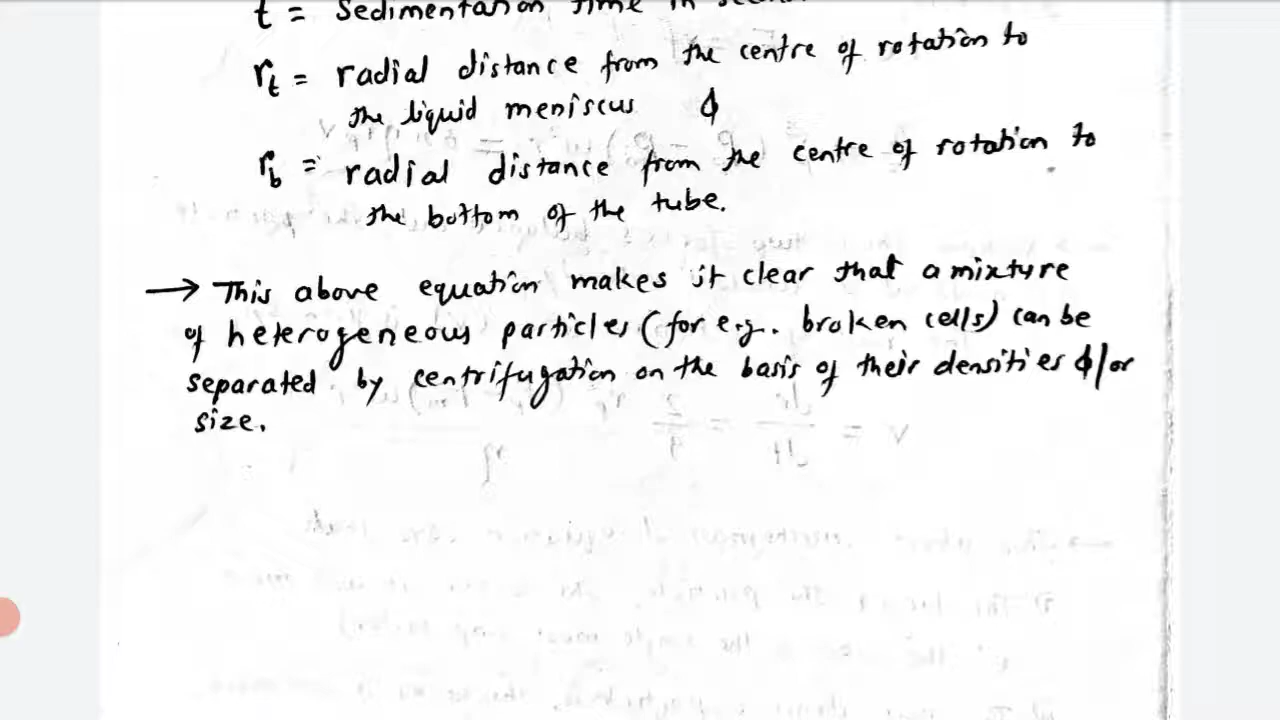 t = Sedimentation time in
rt = radial distance from the centre of rotation to
the liquid meniscus &
rb = radial distance from the centre of rotation to
the bottom of the tube.
→ This above equation makes it clear that a mixture
of heterogeneous particles (for e.g. broken cells) can be
separated by centrifugation on the basis of their densities &/or
size.